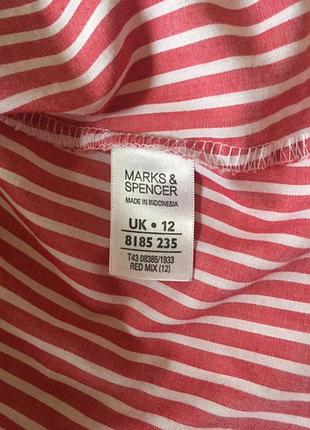 MARKS &
SPENCER
MADE IN INDONESIA
UK • 12
8185 235
T43 08385/1933
RED MIX (12)